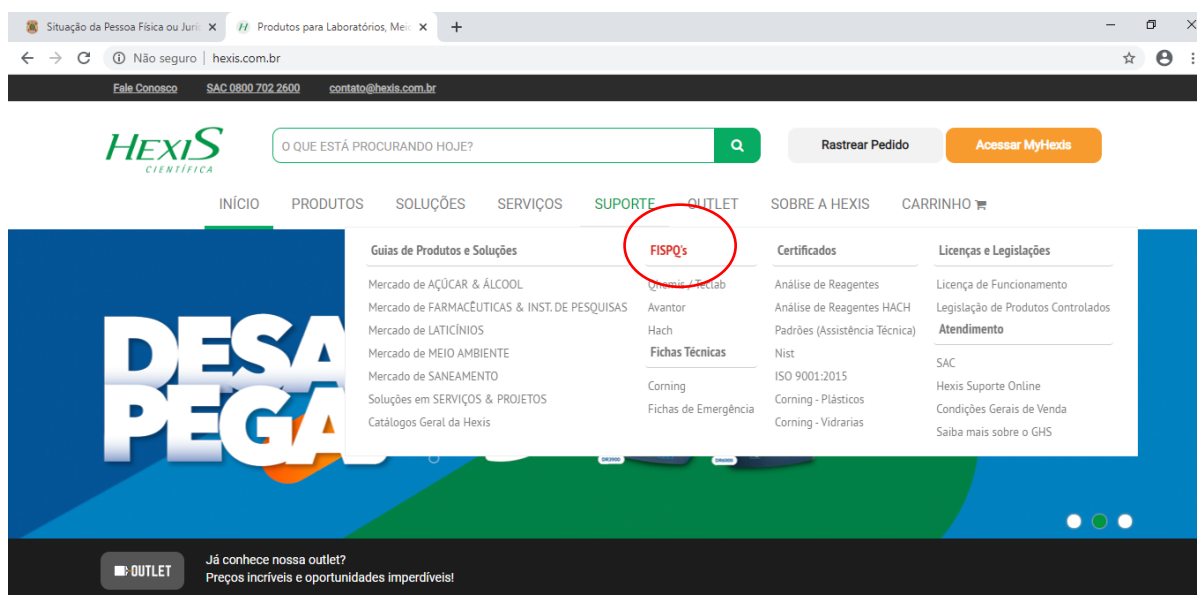 Situação da Pessoa Física ou Jurí
Produtos para Laboratórios, Meio
Não seguro | hexis.com.br
Fale Conosco SAC 0800 702 2600 contato@hexis.com.br
HEXIS
CIENTÍFICA
O QUE ESTÁ PROCURANDO HOJE?
Rastrear Pedido
Acessar MyHexis
INÍCIO PRODUTOS SOLUÇÕES SERVIÇOS SUPORTE OUTLET SOBRE A HEXIS CARRINHO
Guias de Produtos e Soluções
Mercado de AÇÚCAR & ÁLCOOL
Mercado de FARMACÊUTICAS & INST. DE PESQUISAS
Mercado de LATICÍNIOS
Mercado de MEIO AMBIENTE
Mercado de SANEAMENTO
Soluções em SERVIÇOS & PROJETOS
Catálogos Geral da Hexis
FISPQ's
Qhemis / Teclab
Avantor
Hach
Fichas Técnicas
Corning
Fichas de Emergência
Certificados
Análise de Reagentes
Análise de Reagentes HACH
Padrões (Assistência Técnica)
Nist
ISO 9001:2015
Corning - Plásticos
Corning - Vidrarias
Licenças e Legislações
Licença de Funcionamento
Legislação de Produtos Controlados
Atendimento
SAC
Hexis Suporte Online
Condições Gerais de Venda
Saiba mais sobre o GHS
DESA
PEGA
DR3900
OUTLET
Já conhece nossa outlet?
Preços incríveis e oportunidades imperdíveis!